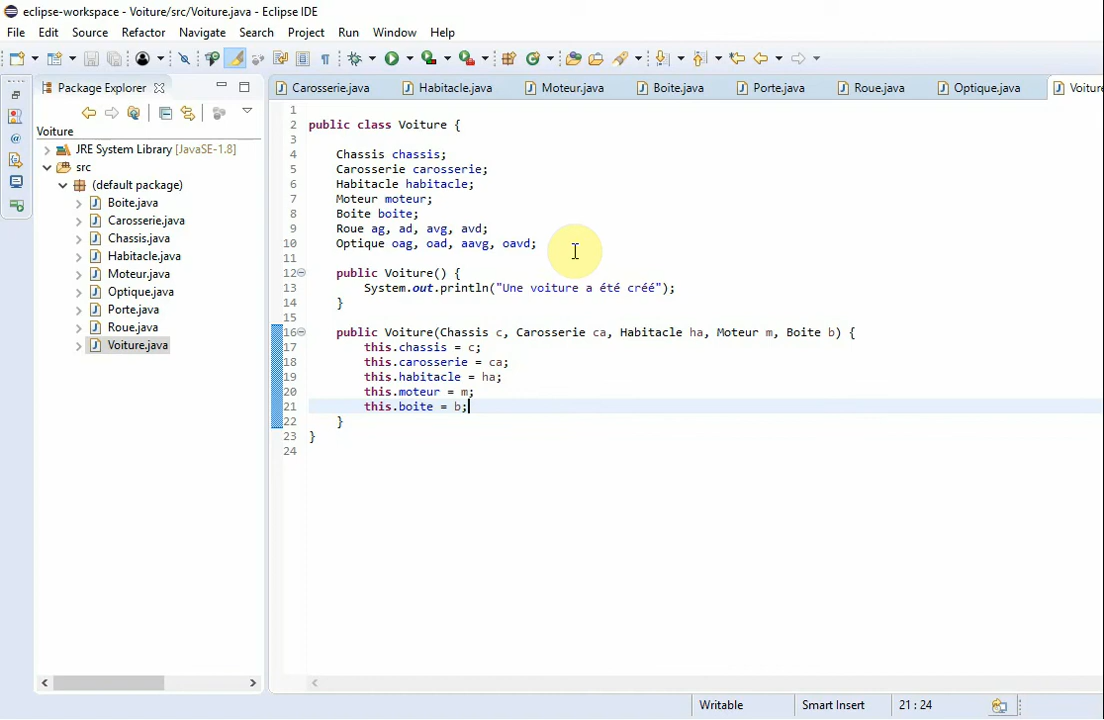 eclipse-workspace - Voiture/src/Voiture.java - Eclipse IDE
File Edit Source Refactor Navigate Search Project Run Window Help
Package Explorer
Carosserie.java Habitacle.java Moteur.java Boite.java Porte.java Roue.java Optique.java Voiture
Voiture
JRE System Library [JavaSE-1.8]
src
(default package)
Boite.java
Carosserie.java
Chassis.java
Habitacle.java
Moteur.java
Optique.java
Porte.java
Roue.java
Voiture.java
1
2 public class Voiture {
3
4 Chassis chassis;
5 Carosserie carosserie;
6 Habitacle habitacle;
7 Moteur moteur;
8 Boite boite;
9 Roue ag, ad, avg, avd;
10 Optique oag, oad, aavg, oavd;
11
12 public Voiture() {
13 System.out.println("Une voiture a été créé");
14 }
15
16 public Voiture(Chassis c, Carosserie ca, Habitacle ha, Moteur m, Boite b) {
17 this.chassis = c;
18 this.carosserie = ca;
19 this.habitacle = ha;
20 this.moteur = m;
21 this.boite = b;
22 }
23 }
24
Writable Smart Insert 21 : 24